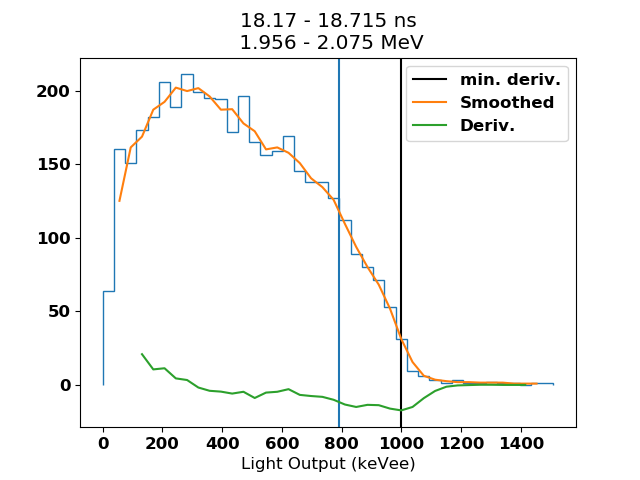 18.17 - 18.715 ns
1.956 - 2.075 MeV
min. deriv.
Smoothed
Deriv.
200
150
100
50
0
0 200 400 600 800 1000 1200 1400
Light Output (keVee)